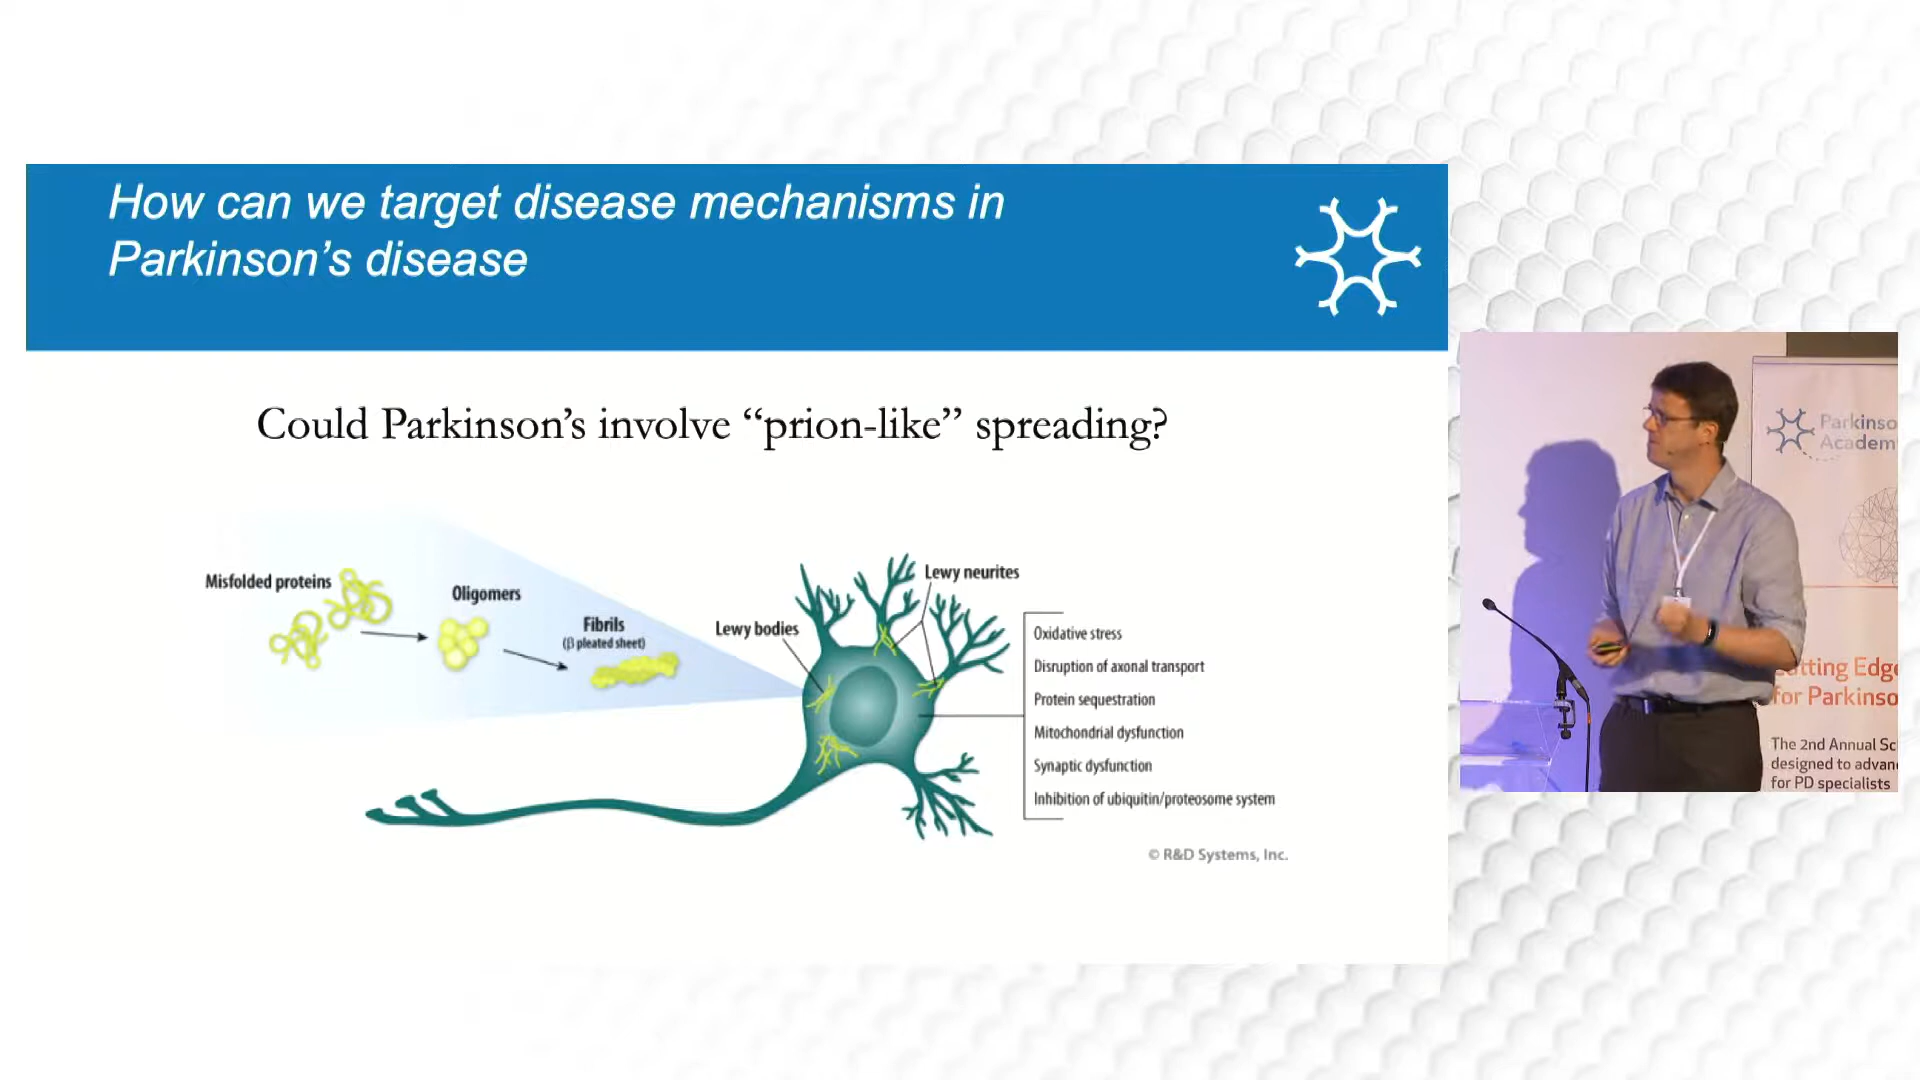 How can we target disease mechanisms in
Parkinson's disease
Could Parkinson's involve “prion-like” spreading?
Misfolded proteins
Oligomers
Fibrils
(β pleated sheet)
Lewy bodies
Lewy neurites
Oxidative stress
Disruption of axonal transport
Protein sequestration
Mitochondrial dysfunction
Synaptic dysfunction
Inhibition of ubiquitin/proteosome system
© R&D Systems, Inc.
Parkinso
Academ
utting Edge
for Parkinso
The 2nd Annual Sc
designed to advan
for PD specialists